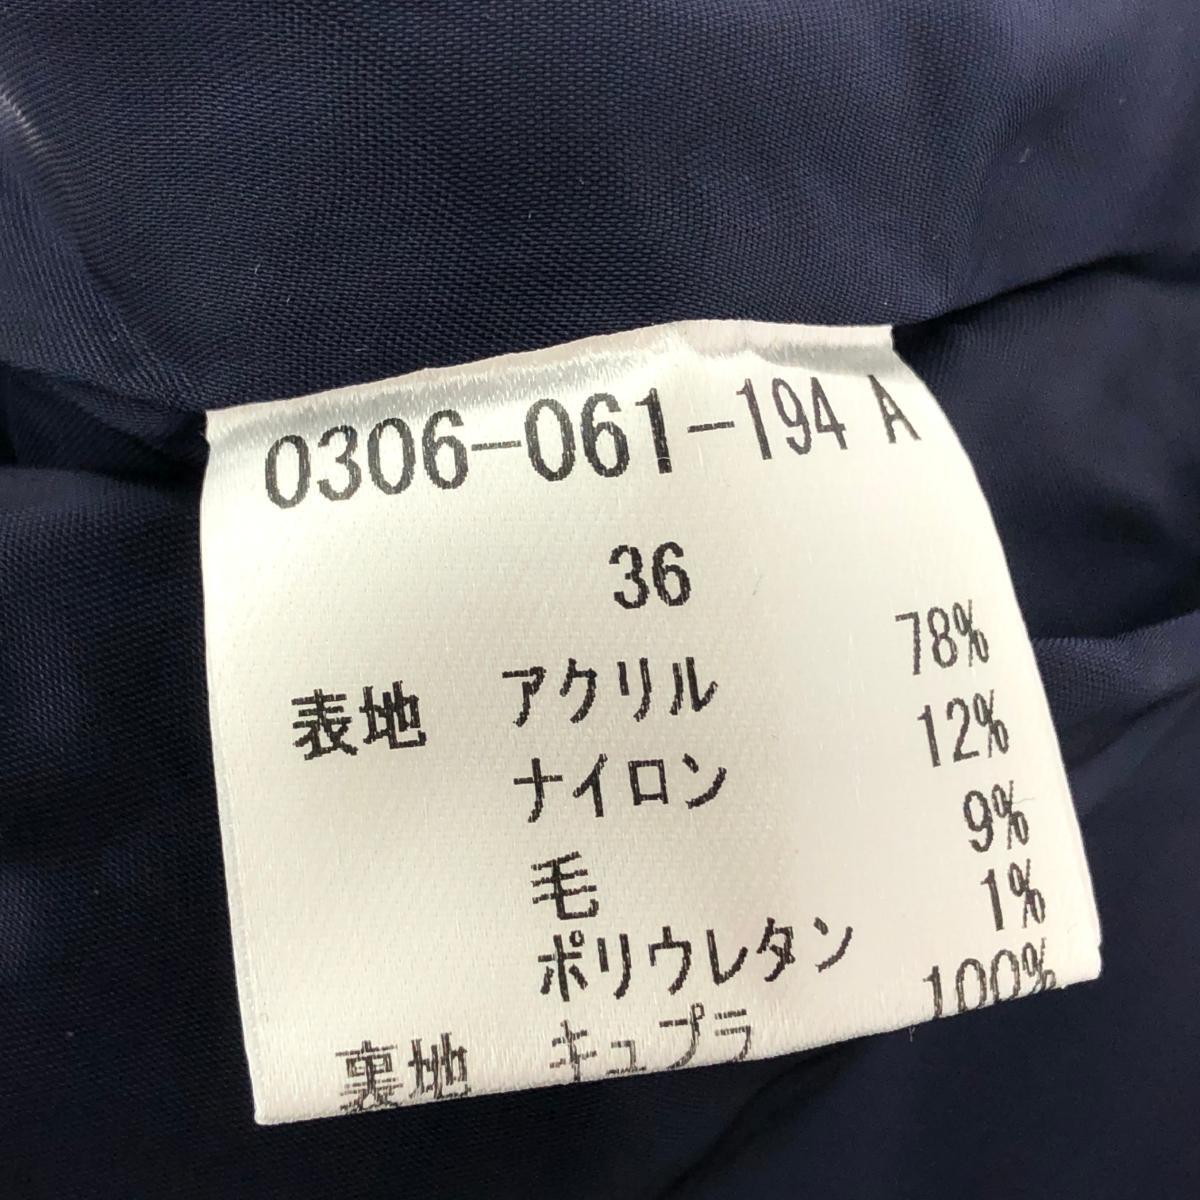 0306-061-194 A
36
表地 アクリル 78%
ナイロン 12%
毛 9%
ポリウレタン 1%
裏地 キュプラ 100%